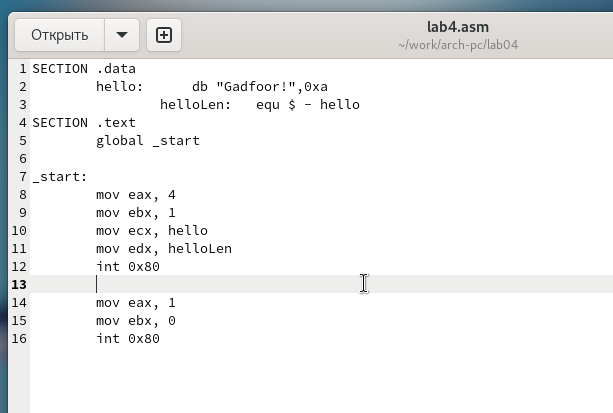 Открыть
lab4.asm
~/work/arch-pc/lab04
1 SECTION .data
2 hello: db "Gadfoor!",0xa
3 helloLen: equ $ - hello
4 SECTION .text
5 global _start
6
7 _start:
8 mov eax, 4
9 mov ebx, 1
10 mov ecx, hello
11 mov edx, helloLen
12 int 0x80
13
14 mov eax, 1
15 mov ebx, 0
16 int 0x80